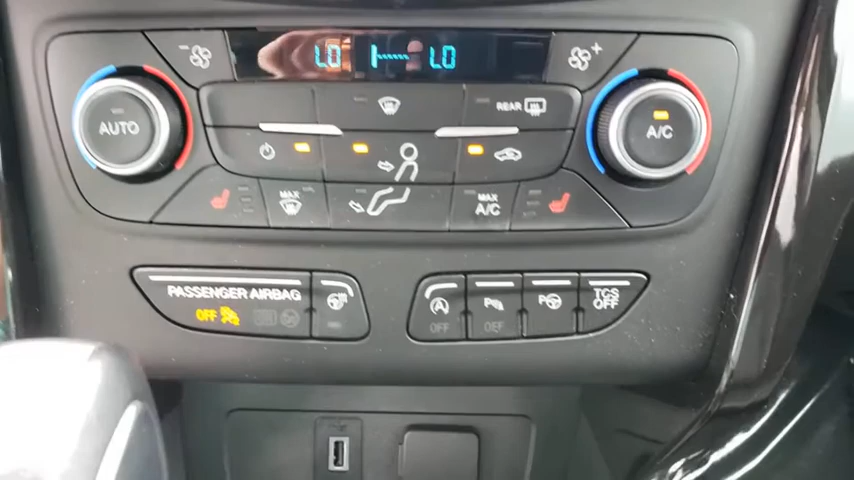 LO LO
AUTO
REAR
A/C
MAX
MAX
A/C
PASSENGER AIRBAG
OFF
A
OFF
P
OFF
P
TCS
OFF